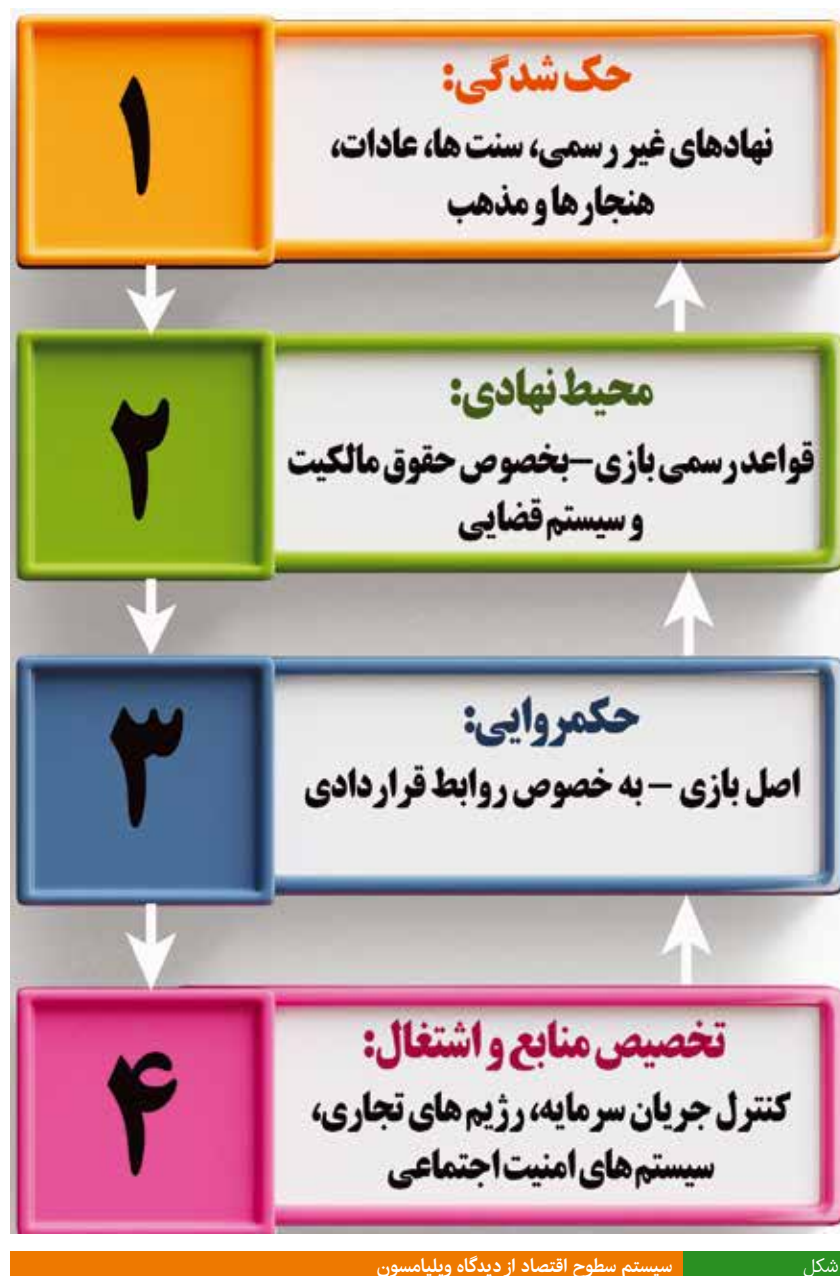 ۱
حک شدگی:
نهادهای غیر رسمی، سنت ها، عادات،
هنجارها و مذهب
۲
محیط نهادی:
قواعد رسمی بازی–بخصوص حقوق مالکیت
و سیستم قضایی
۳
حکمروایی:
اصل بازی – به خصوص روابط قراردادی
۴
تخصیص منابع و اشتغال:
کنترل جریان سرمایه، رژیم های تجاری،
سیستم های امنیت اجتماعی
شکل سیستم سطوح اقتصاد از دیدگاه ویلیامسون